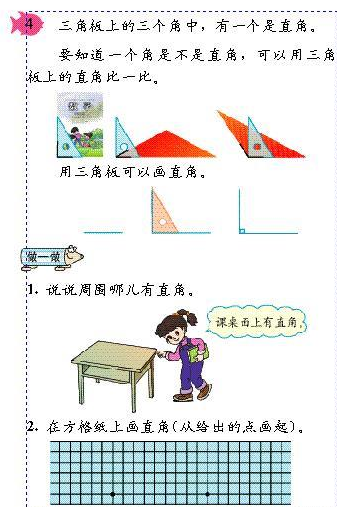 4 三角板上的三个角中，有一个是直角。
要知道一个角是不是直角，可以用三角
板上的直角比一比。
数学
用三角板可以画直角。
做一做
1. 说说周围哪儿有直角。
课桌面上有直角。
2. 在方格纸上画直角(从给出的点画起)。